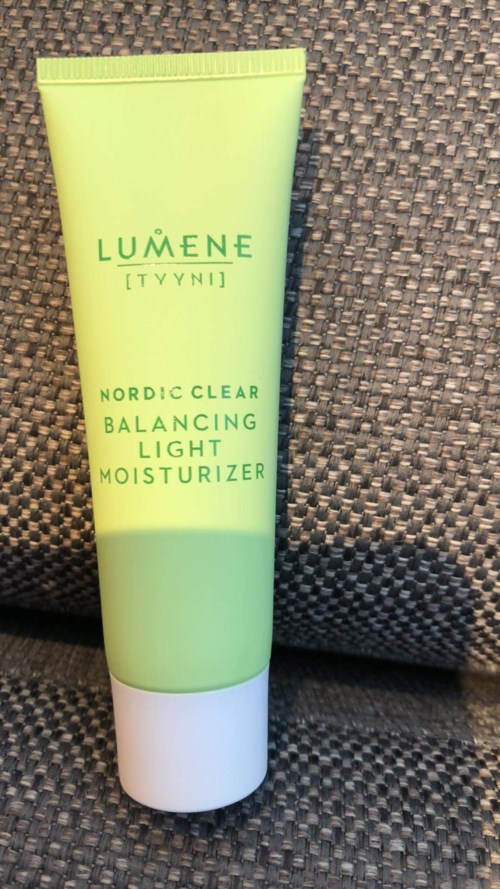 LUMENE
[TYYNI]
NORDIC CLEAR
BALANCING
LIGHT
MOISTURIZER